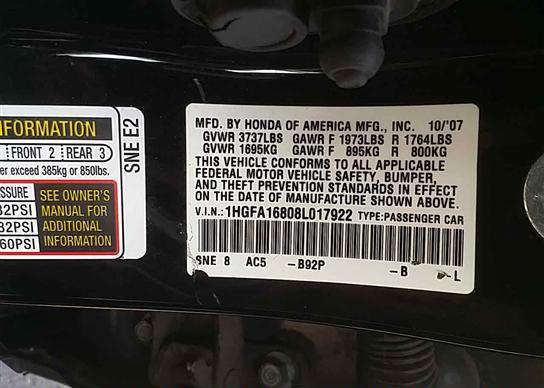 FORMATION
FRONT 2 REAR 3
er exceed 385kg or 850lbs.
SSURE
SEE OWNER'S
32PSI
MANUAL FOR
32PSI
ADDITIONAL
60PSI
INFORMATION
SNE E2
MFD. BY HONDA OF AMERICA MFG., INC. 10/'07
GVWR 3737LBS GAWR F 1973LBS R 1764LBS
GVWR 1695KG GAWR F 895KG R 800KG
THIS VEHICLE CONFORMS TO ALL APPLICABLE
FEDERAL MOTOR VEHICLE SAFETY, BUMPER,
AND THEFT PREVENTION STANDARDS IN EFFECT
ON THE DATE OF MANUFACTURE SHOWN ABOVE.
V.I.N.: 1HGFA16808L017922 TYPE:PASSENGER CAR
SNE 8 AC5 -B92P -B -L